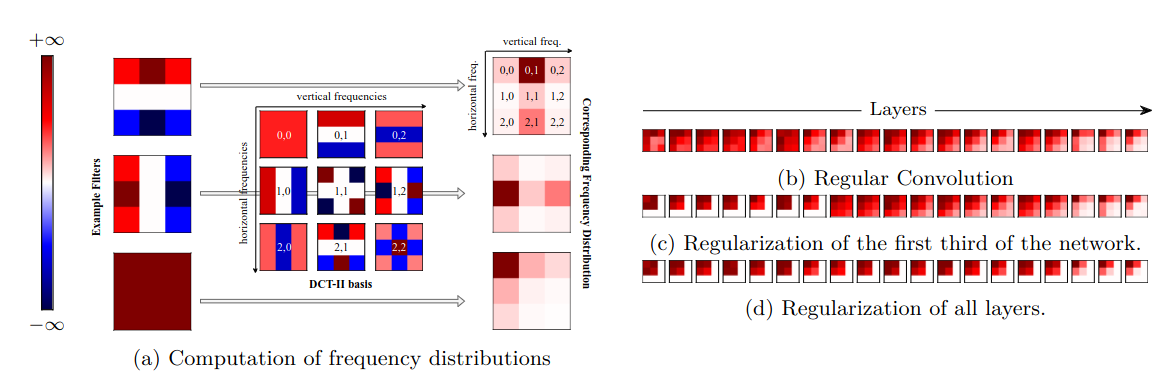 +∞
−∞
Example Filters
vertical frequencies
horizontal frequencies
0,0 0,1 0,2
1,0 1,1 1,2
2,0 2,1 2,2
DCT-II basis
vertical freq.
horizontal freq.
0,0 0,1 0,2
1,0 1,1 1,2
2,0 2,1 2,2
Corresponding Frequency Distribution
(a) Computation of frequency distributions
Layers
(b) Regular Convolution
(c) Regularization of the first third of the network.
(d) Regularization of all layers.